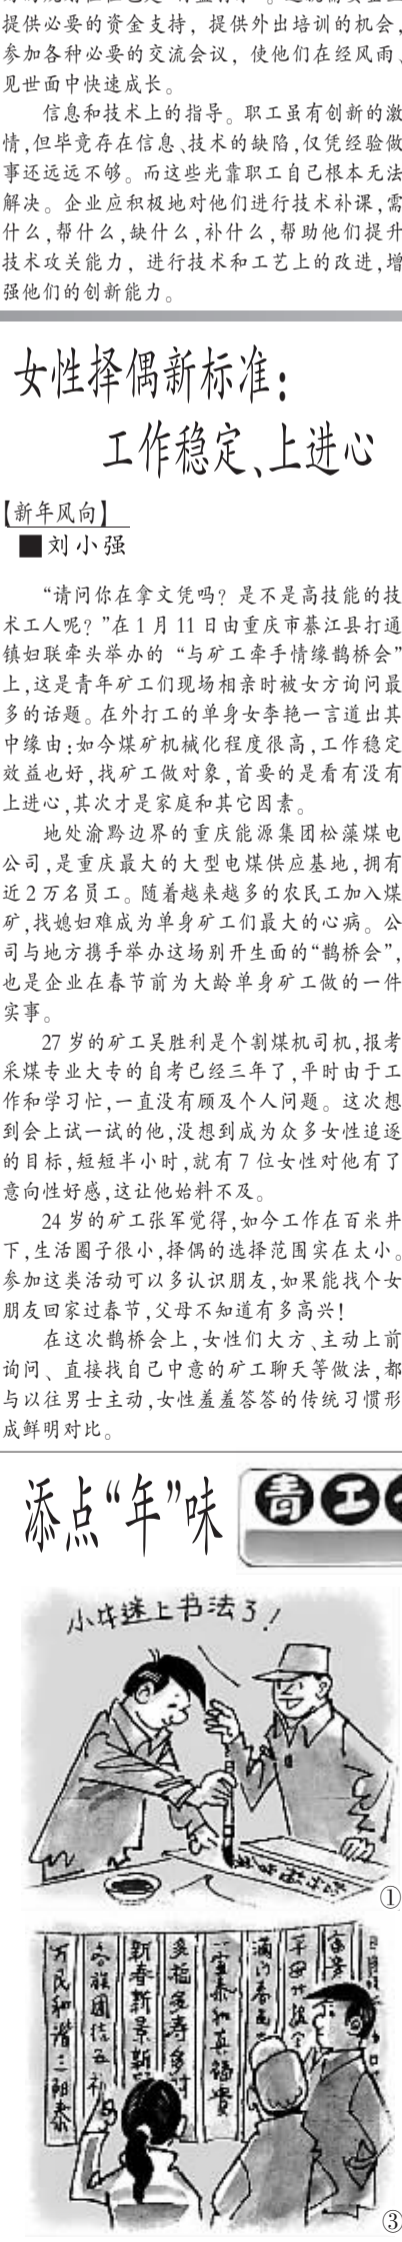 提供必要的资金支持，提供外出培训的机会，
参加各种必要的交流会议，使他们在经风雨、
见世面中快速成长。
信息和技术上的指导。职工虽有创新的激
情,但毕竟存在信息、技术的缺陷,仅凭经验做
事还远远不够。而这些光靠职工自己根本无法
解决。企业应积极地对他们进行技术补课,需
什么,帮什么,缺什么,补什么,帮助他们提升
技术攻关能力，进行技术和工艺上的改进,增
强他们的创新能力。
女性择偶新标准：
工作稳定、上进心
【新年风向】
■刘小强
“请问你在拿文凭吗？是不是高技能的技
术工人呢？”在1月11日由重庆市綦江县打通
镇妇联牵头举办的“与矿工牵手情缘鹊桥会”
上,这是青年矿工们现场相亲时被女方询问最
多的话题。在外打工的单身女李艳一言道出其
中缘由:如今煤矿机械化程度很高,工作稳定
效益也好,找矿工做对象,首要的是看有没有
上进心,其次才是家庭和其它因素。
地处渝黔边界的重庆能源集团松藻煤电
公司,是重庆最大的大型电煤供应基地,拥有
近2万名员工。随着越来越多的农民工加入煤
矿,找媳妇难成为单身矿工们最大的心病。公
司与地方携手举办这场别开生面的“鹊桥会”,
也是企业在春节前为大龄单身矿工做的一件
实事。
27岁的矿工吴胜利是个割煤机司机,报考
采煤专业大专的自考已经三年了,平时由于工
作和学习忙,一直没有顾及个人问题。这次想
到会上试一试的他,没想到成为众多女性追逐
的目标,短短半小时,就有7位女性对他有了
意向性好感,这让他始料不及。
24岁的矿工张军觉得,如今工作在百米井
下,生活圈子很小,择偶的选择范围实在太小。
参加这类活动可以多认识朋友,如果能找个女
朋友回家过春节,父母不知道有多高兴!
在这次鹊桥会上,女性们大方、主动上前
询问、直接找自己中意的矿工聊天等做法,都
与以往男士主动,女性羞羞答答的传统习惯形
成鲜明对比。
添点“年”味
青工
小牛迷上书法了！
①
万民和谐三阳泰
各族团结五礼
新春新景新
多福多寿多
室泰和真福贵
满门春
③